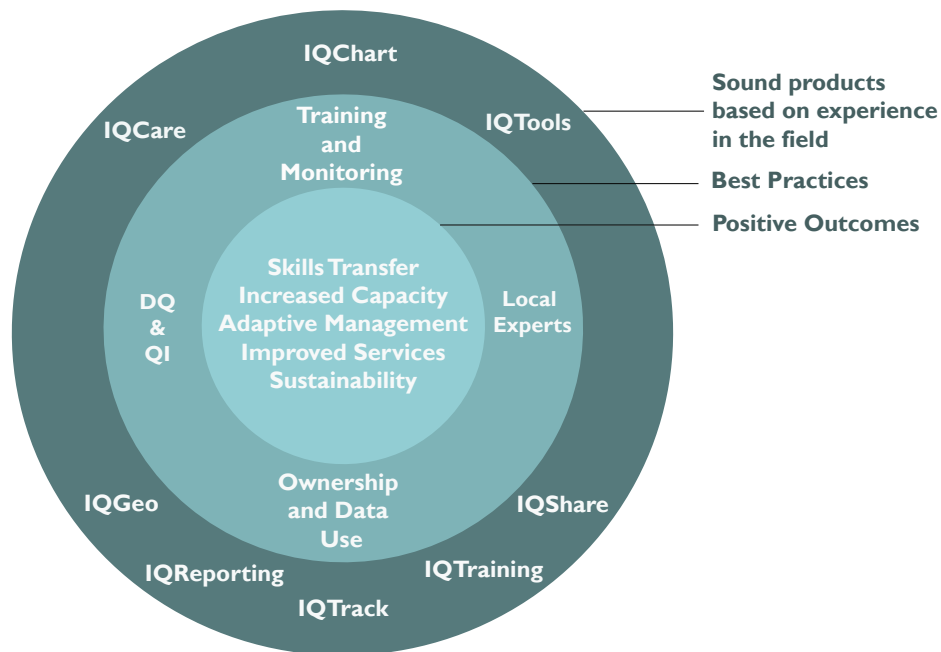 IQChart
IQCare
IQTools
Training
and
Monitoring
Sound products
based on experience
in the field
Best Practices
Positive Outcomes
Skills Transfer
Increased Capacity
Adaptive Management
Improved Services
Sustainability
DQ
&
QI
Local
Experts
Ownership
and Data
Use
IQGeo
IQShare
IQReporting
IQTraining
IQTrack